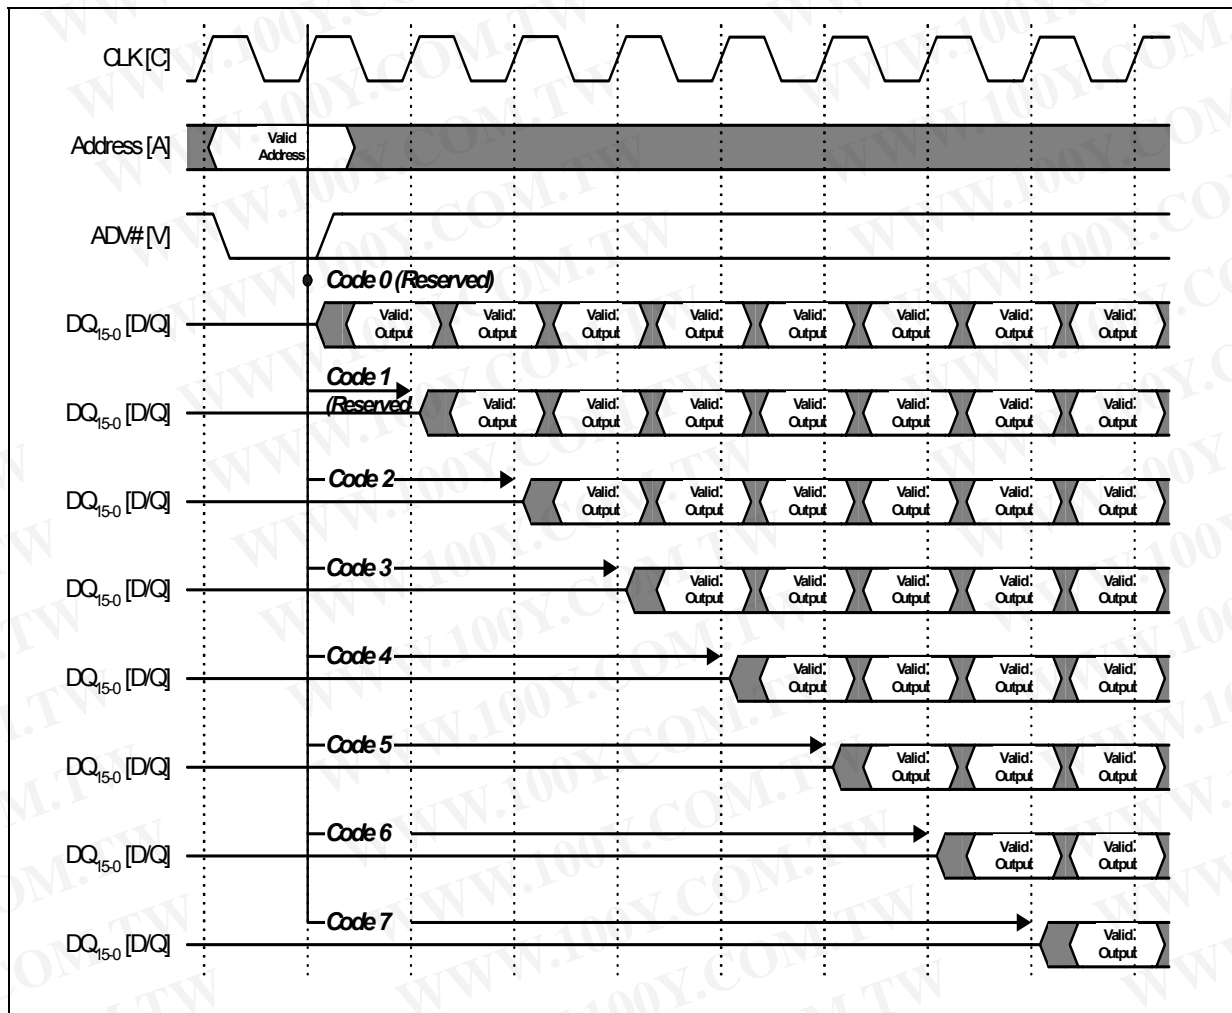 CLK [C]
Address [A]
Valid
Address
ADV# [V]
Code 0 (Reserved)
DQ15-0 [D/Q]
Valid Valid Valid Valid Valid Valid Valid Valid
Output Output Output Output Output Output Output Output
Code 1
(Reserved
DQ15-0 [D/Q]
Valid Valid Valid Valid Valid Valid Valid
Output Output Output Output Output Output Output
Code 2
DQ15-0 [D/Q]
Valid Valid Valid Valid Valid Valid
Output Output Output Output Output Output
Code 3
DQ15-0 [D/Q]
Valid Valid Valid Valid Valid
Output Output Output Output Output
Code 4
DQ15-0 [D/Q]
Valid Valid Valid Valid
Output Output Output Output
Code 5
DQ15-0 [D/Q]
Valid Valid Valid
Output Output Output
Code 6
DQ15-0 [D/Q]
Valid Valid
Output Output
Code 7
DQ15-0 [D/Q]
Valid
Output
WWW.100Y.COM.TW